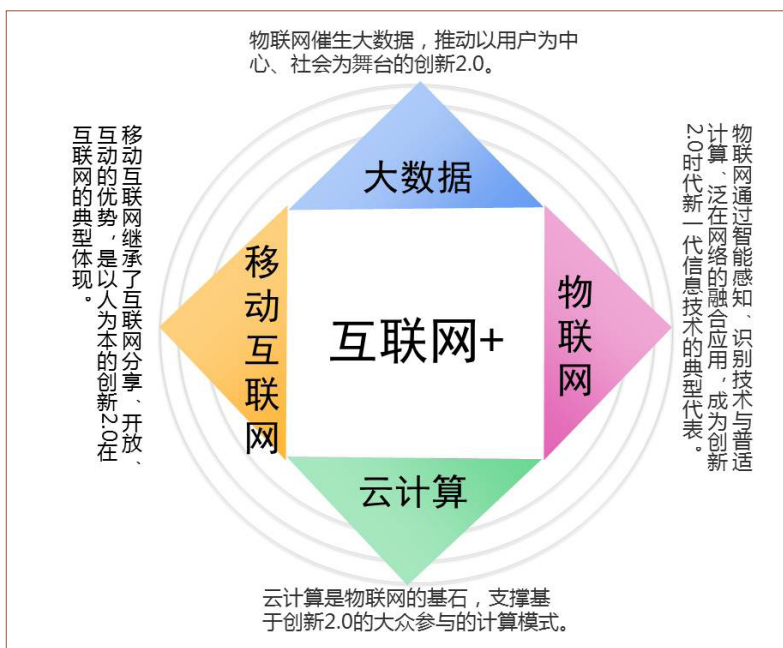 物联网催生大数据，推动以用户为中
心、社会为舞台的创新2.0。
大数据
移动互联网继承了互联网分享、开放、
互动的优势，是以人为本的创新2.0在
互联网的典型体现。
移动互联网
互联网+
物联网
物联网通过智能感知、识别技术与普适
计算、泛在网络的融合应用，成为创新
2.0时代新一代信息技术的典型代表。
云计算
云计算是物联网的基石，支撑基
于创新2.0的大众参与的计算模式。